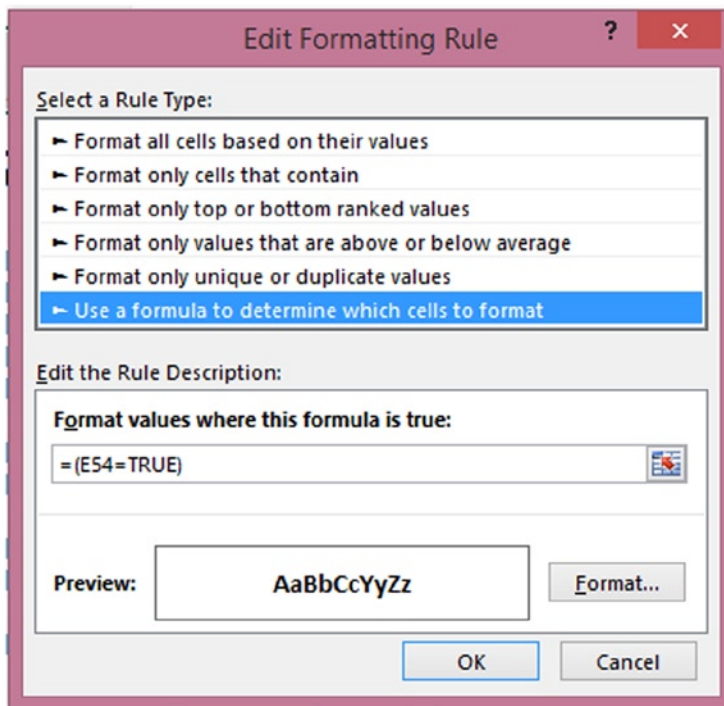 Edit Formatting Rule
?
×
Select a Rule Type:
► Format all cells based on their values
► Format only cells that contain
► Format only top or bottom ranked values
► Format only values that are above or below average
► Format only unique or duplicate values
► Use a formula to determine which cells to format
Edit the Rule Description:
Format values where this formula is true:
=(E54=TRUE)
Preview:
AaBbCcYyZz
Format...
OK
Cancel